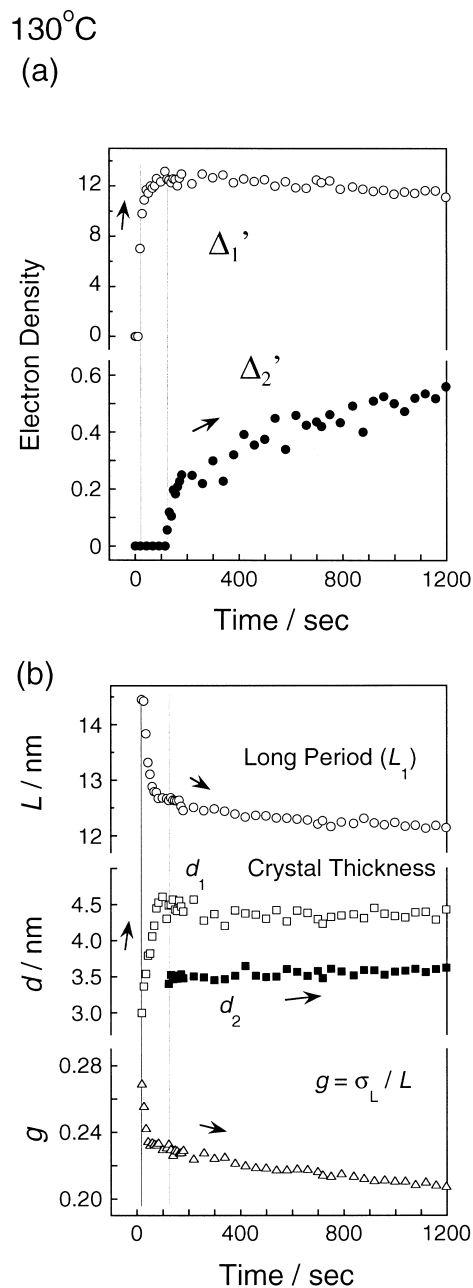 130°C
(a)
12
8
4
0
Δ₁’
Electron Density
Δ₂’
0.6
0.4
0.2
0
0 400 800 1200
Time / sec
(b)
14
13
12
L / nm
Long Period (L₁)
d₁ Crystal Thickness
4.5
4.0
3.5
3.0
d / nm
d₂
0.28
0.24
0.20
g
g = σ_L / L
0 400 800 1200
Time / sec